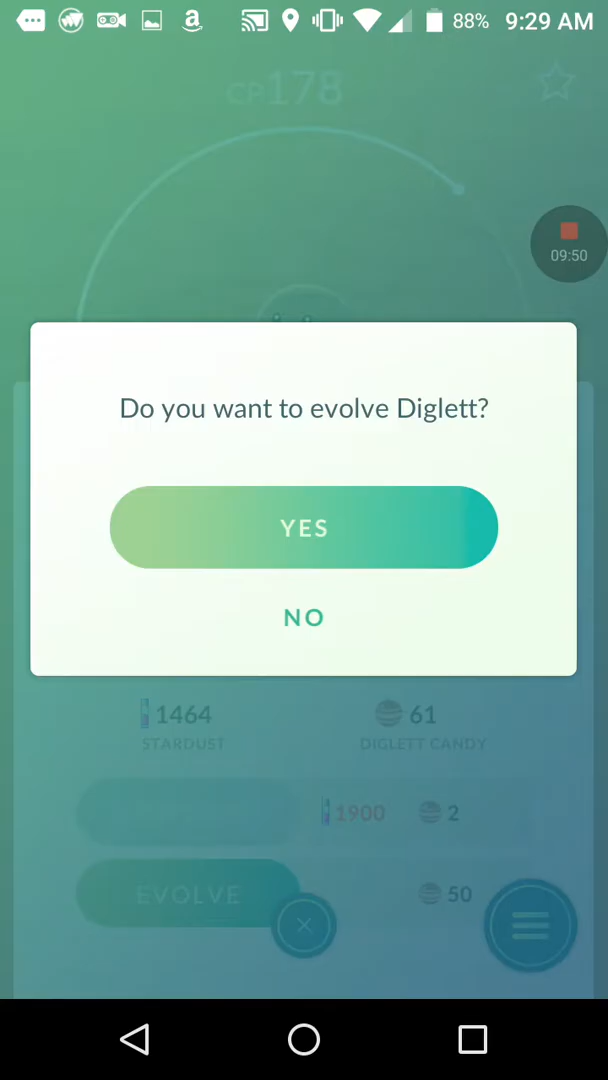 88% 9:29 AM
CP178
09:50
Do you want to evolve Diglett?
YES
NO
1464
61
STARDUST
DIGLETT CANDY
1900
2
EVOLVE
50